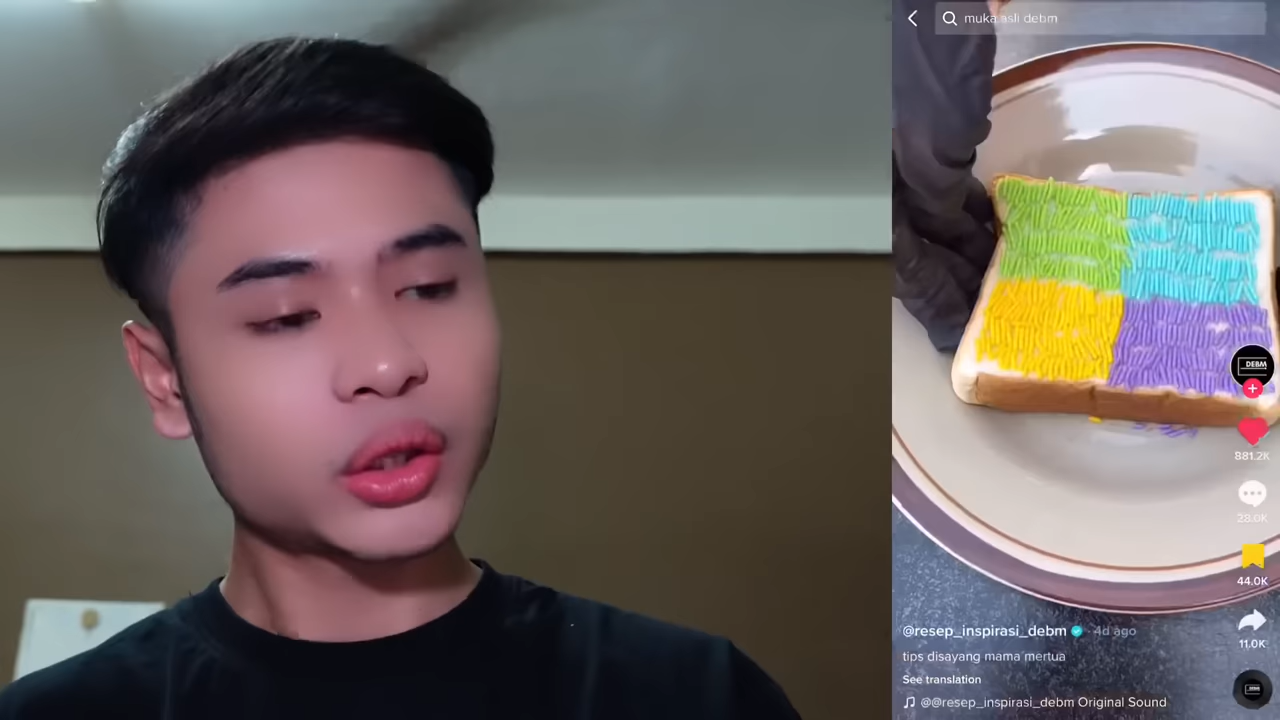 muka asli debm
DEBM
881.2K
28.0K
44.0K
11.0K
@resep_inspirasi_debm · 4d ago
tips disayang mama mertua
See translation
@@resep_inspirasi_debm Original Sound